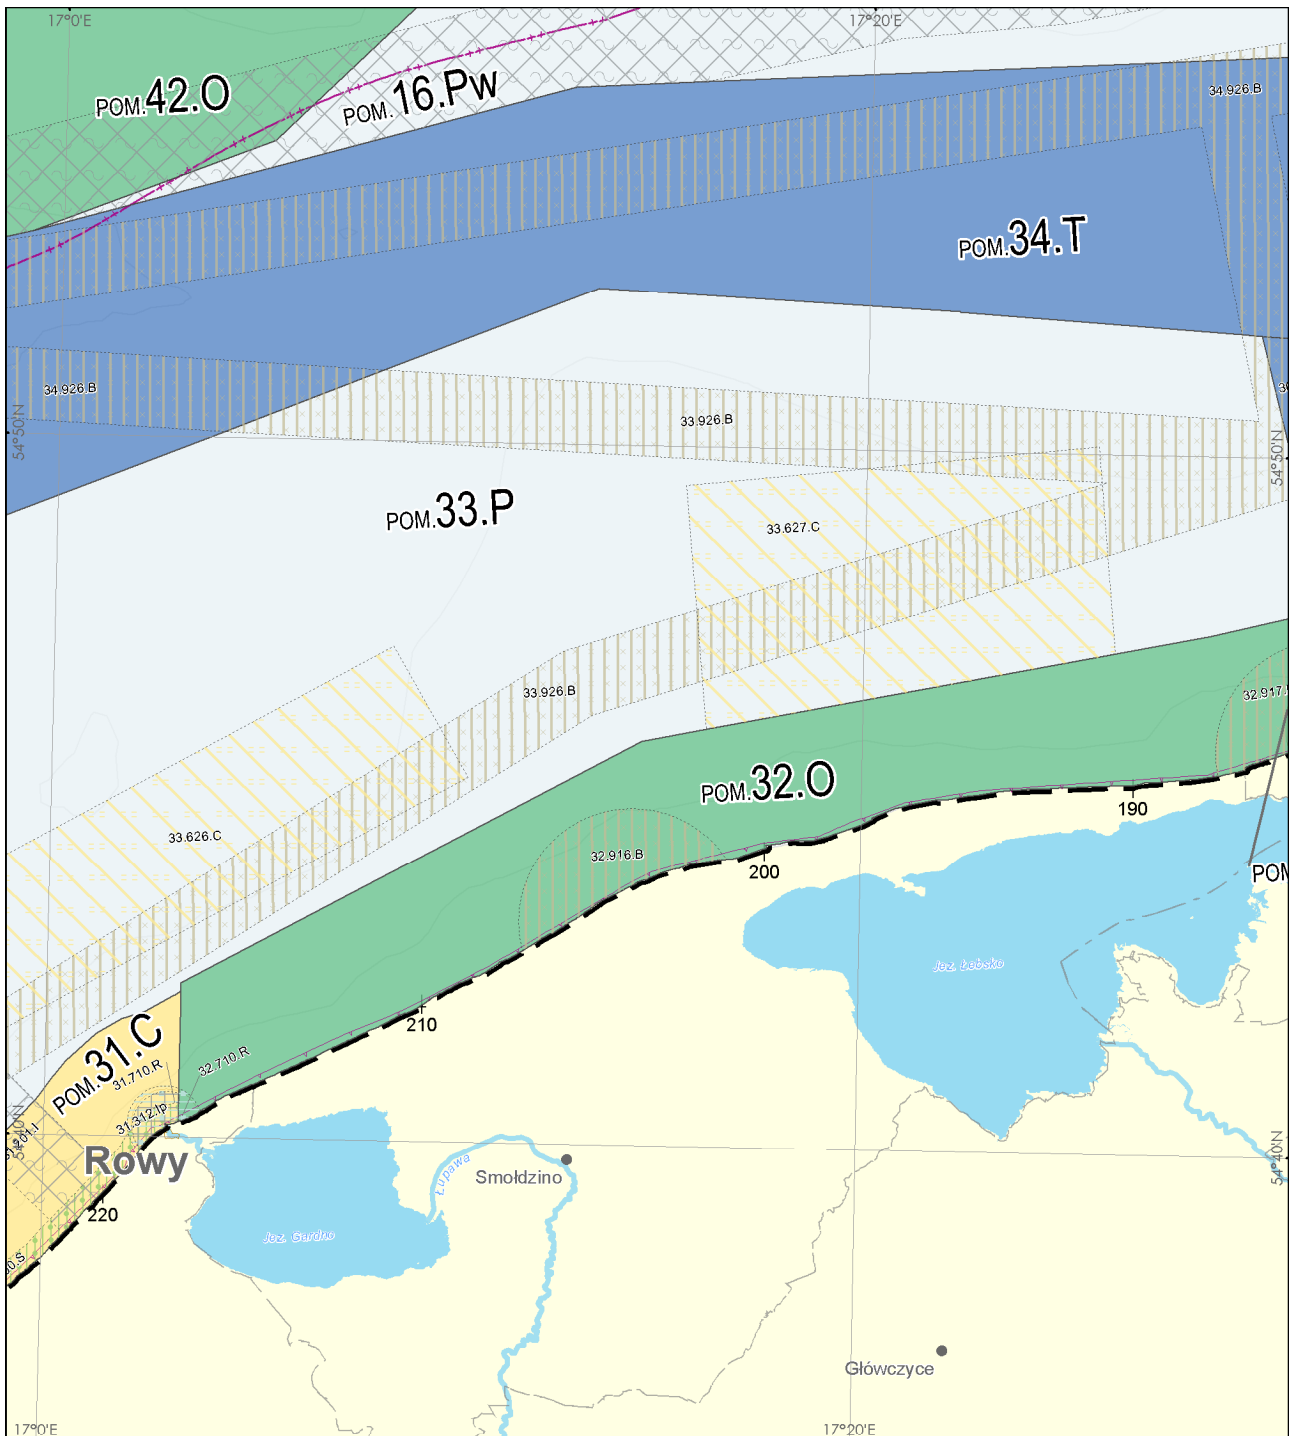 17°0'E
17°20'E
POM.42.O
POM.16.Pw
34.926.B
POM.34.T
34.926.B
33.926.B
54°50'N
54°50'N
POM.33.P
33.627.C
33.926.B
32.917.
POM.32.O
33.626.C
190
32.916.B
200
POM
Jez. Łebsko
210
POM.31.C
32.710.R
31.710.R
31.312.Ip
54°40'N
54°40'N
Rowy
Smołdzino
Łupawa
220
Jez. Gardno
Główczyce
17°0'E
17°20'E